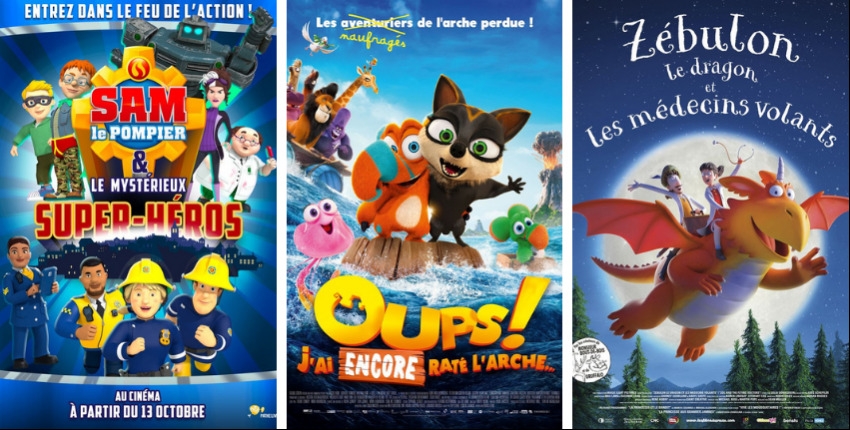 ENTREZ DANS LE FEU DE L'ACTION !
SAM
le POMPIER
&
LE MYSTÉRIEUX
SUPER-HÉROS
AU CINÉMA
À PARTIR DU 13 OCTOBRE
Les aventuriers de l'arche perdue !
naufragés
OUPS!
J'AI ENCORE RATÉ L'ARCHE...
Zébulon
le dragon
et
les médecins volants